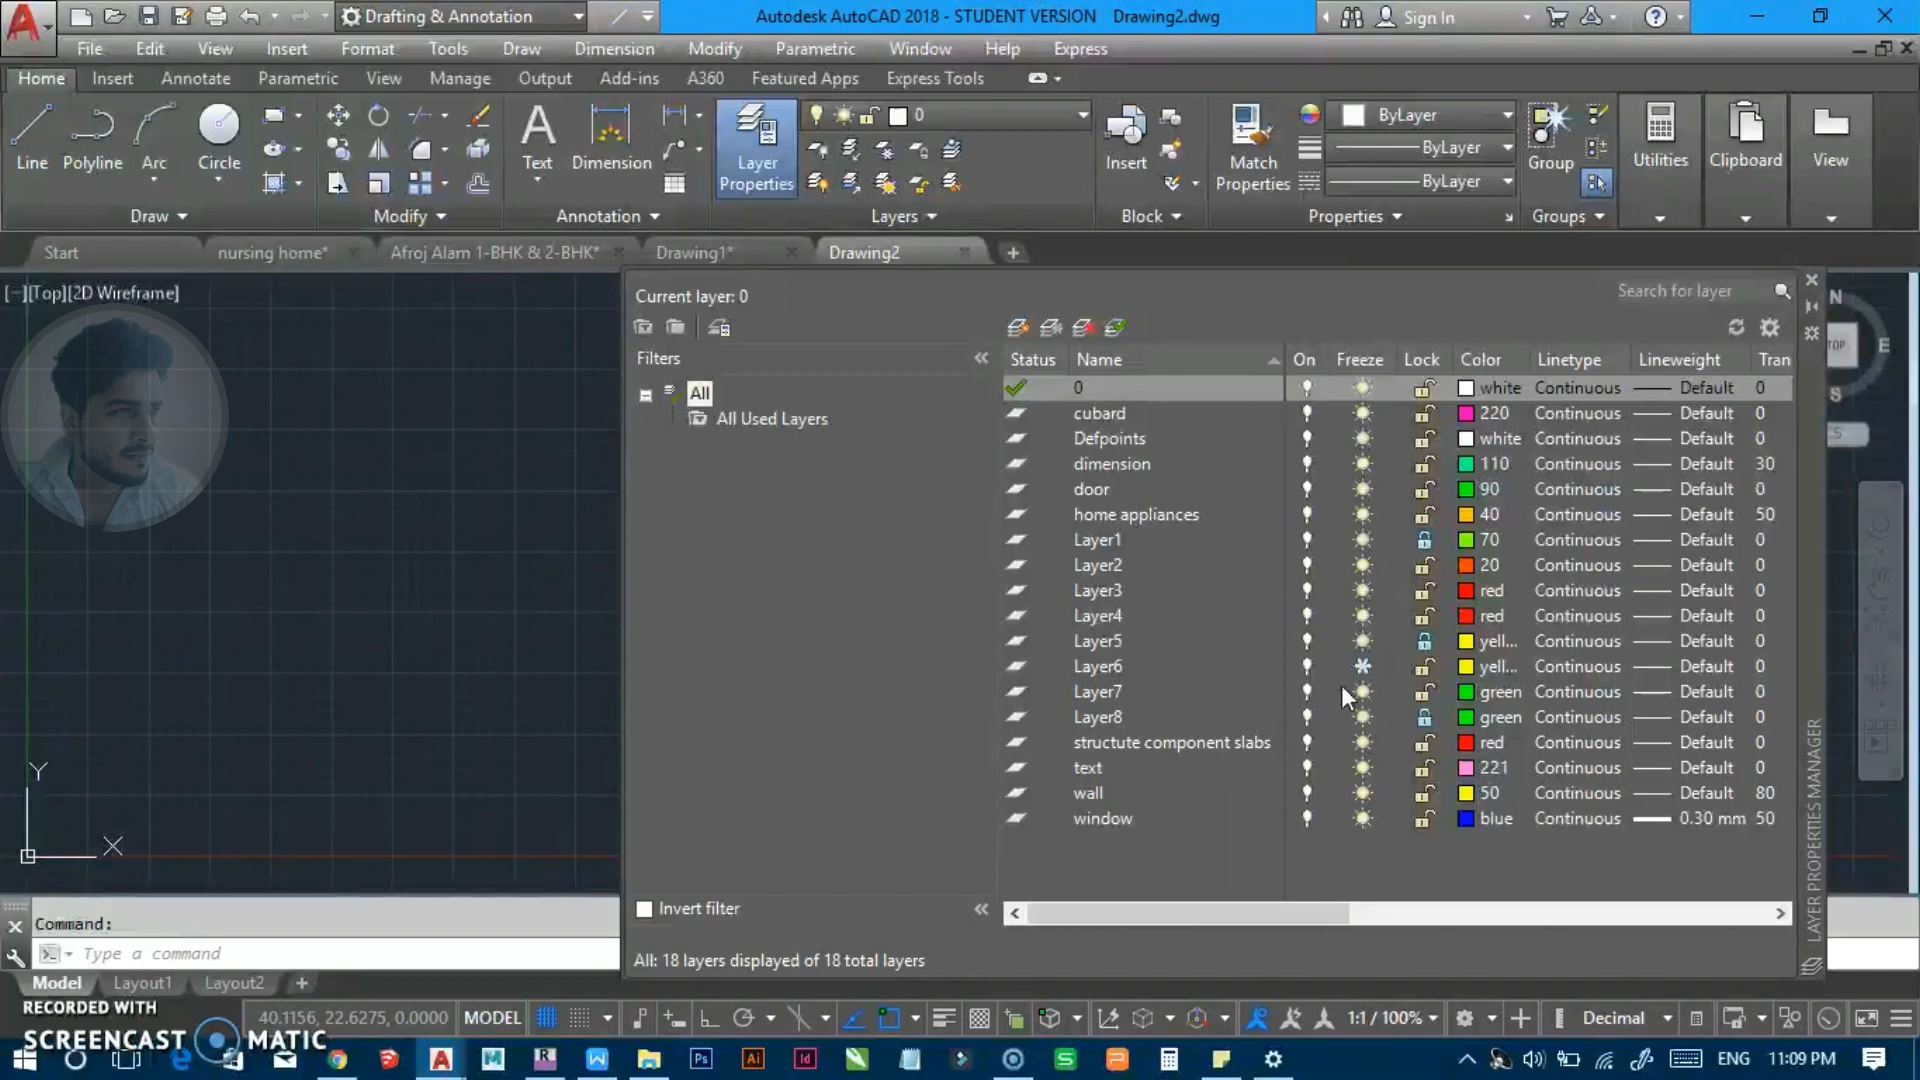 Drafting & Annotation
Autodesk AutoCAD 2018 - STUDENT VERSION Drawing2.dwg
Sign In
File Edit View Insert Format Tools Draw Dimension Modify Parametric Window Help Express
Home Insert Annotate Parametric View Manage Output Add-ins A360 Featured Apps Express Tools
0
ByLayer
ByLayer
ByLayer
Line Polyline Arc Circle
Text Dimension
Layer Properties
Insert
Match Properties
Group
Utilities Clipboard View
Draw Modify Annotation Layers Block Properties Groups
Start nursing home* Afroj Alam 1-BHK & 2-BHK* Drawing1* Drawing2
[−][Top][2D Wireframe]
Current layer: 0
Search for layer
N
TOP
E
S
Filters
All
All Used Layers
Status Name On Freeze Lock Color Linetype Lineweight Tran
0 white Continuous Default 0
cubard 220 Continuous Default 0
Defpoints white Continuous Default 0
dimension 110 Continuous Default 30
door 90 Continuous Default 0
home appliances 40 Continuous Default 50
Layer1 70 Continuous Default 0
Layer2 20 Continuous Default 0
Layer3 red Continuous Default 0
Layer4 red Continuous Default 0
Layer5 yell... Continuous Default 0
Layer6 yell... Continuous Default 0
Layer7 green Continuous Default 0
Layer8 green Continuous Default 0
structute component slabs red Continuous Default 0
text 221 Continuous Default 0
wall 50 Continuous Default 80
window blue Continuous 0.30 mm 50
LAYER PROPERTIES MANAGER
Y
X
Invert filter
All: 18 layers displayed of 18 total layers
Command:
Type a command
Model Layout1 Layout2
RECORDED WITH
SCREENCAST MATIC
40.1156, 22.6275, 0.0000 MODEL 1:1 / 100% Decimal
Ps Ai Id
ENG 11:09 PM